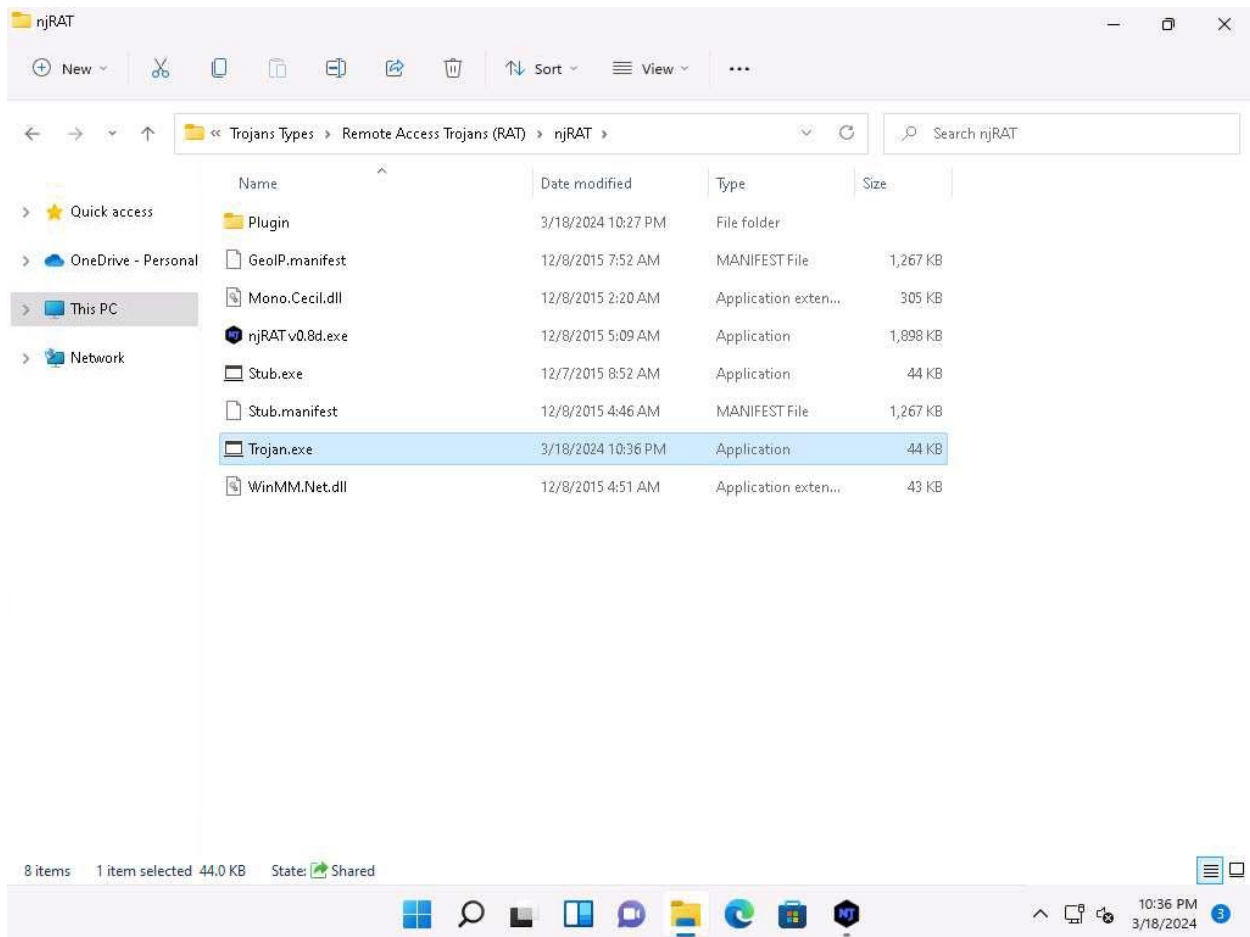 njRAT
New Sort View ...
« Trojans Types > Remote Access Trojans (RAT) > njRAT > Search njRAT
Name Date modified Type Size
Quick access
OneDrive - Personal
This PC
Network
Plugin 3/18/2024 10:27 PM File folder
GeoIP.manifest 12/8/2015 7:52 AM MANIFEST File 1,267 KB
Mono.Cecil.dll 12/8/2015 2:20 AM Application exten... 305 KB
njRAT v0.8d.exe 12/8/2015 5:09 AM Application 1,898 KB
Stub.exe 12/7/2015 8:52 AM Application 44 KB
Stub.manifest 12/8/2015 4:46 AM MANIFEST File 1,267 KB
Trojan.exe 3/18/2024 10:36 PM Application 44 KB
WinMM.Net.dll 12/8/2015 4:51 AM Application exten... 43 KB
8 items 1 item selected 44.0 KB State: Shared
NJ
10:36 PM
3/18/2024 3